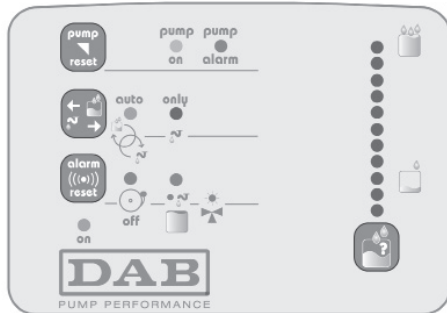 pump reset
pump on
pump alarm
auto
only
alarm reset
off
on
?
DAB
PUMP PERFORMANCE